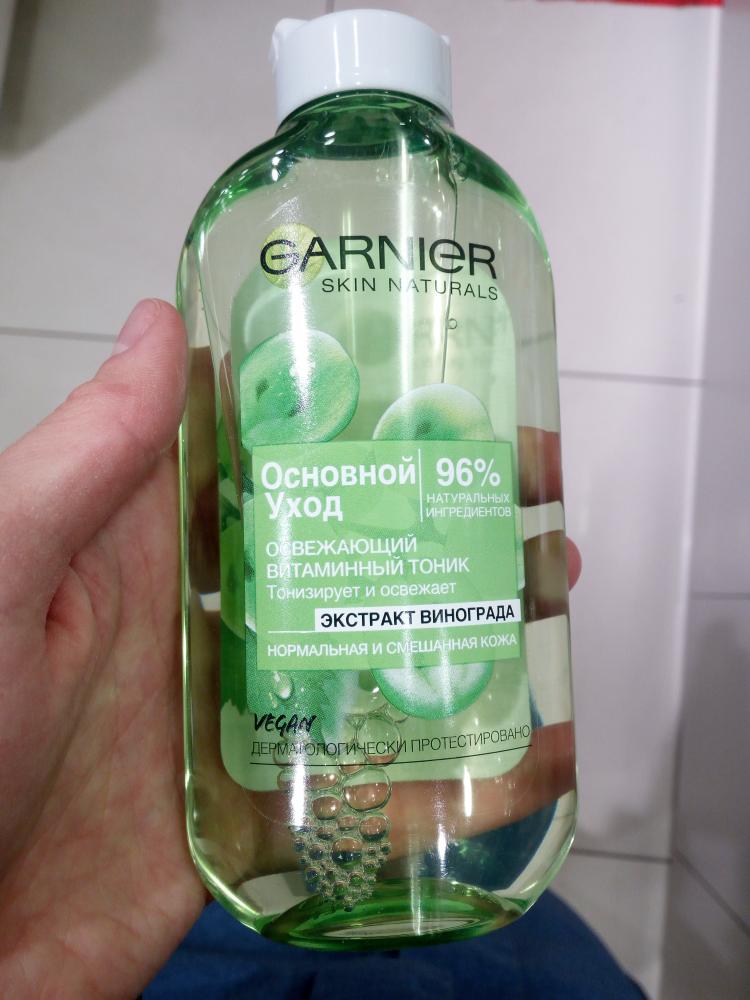 GARNIER
SKIN NATURALS
Основной
Уход
96%
НАТУРАЛЬНЫХ
ИНГРЕДИЕНТОВ
ОСВЕЖАЮЩИЙ
ВИТАМИННЫЙ ТОНИК
Тонизирует и освежает
ЭКСТРАКТ ВИНОГРАДА
НОРМАЛЬНАЯ И СМЕШАННАЯ КОЖА
VEGAN
ДЕРМАТОЛОГИЧЕСКИ ПРОТЕСТИРОВАНО